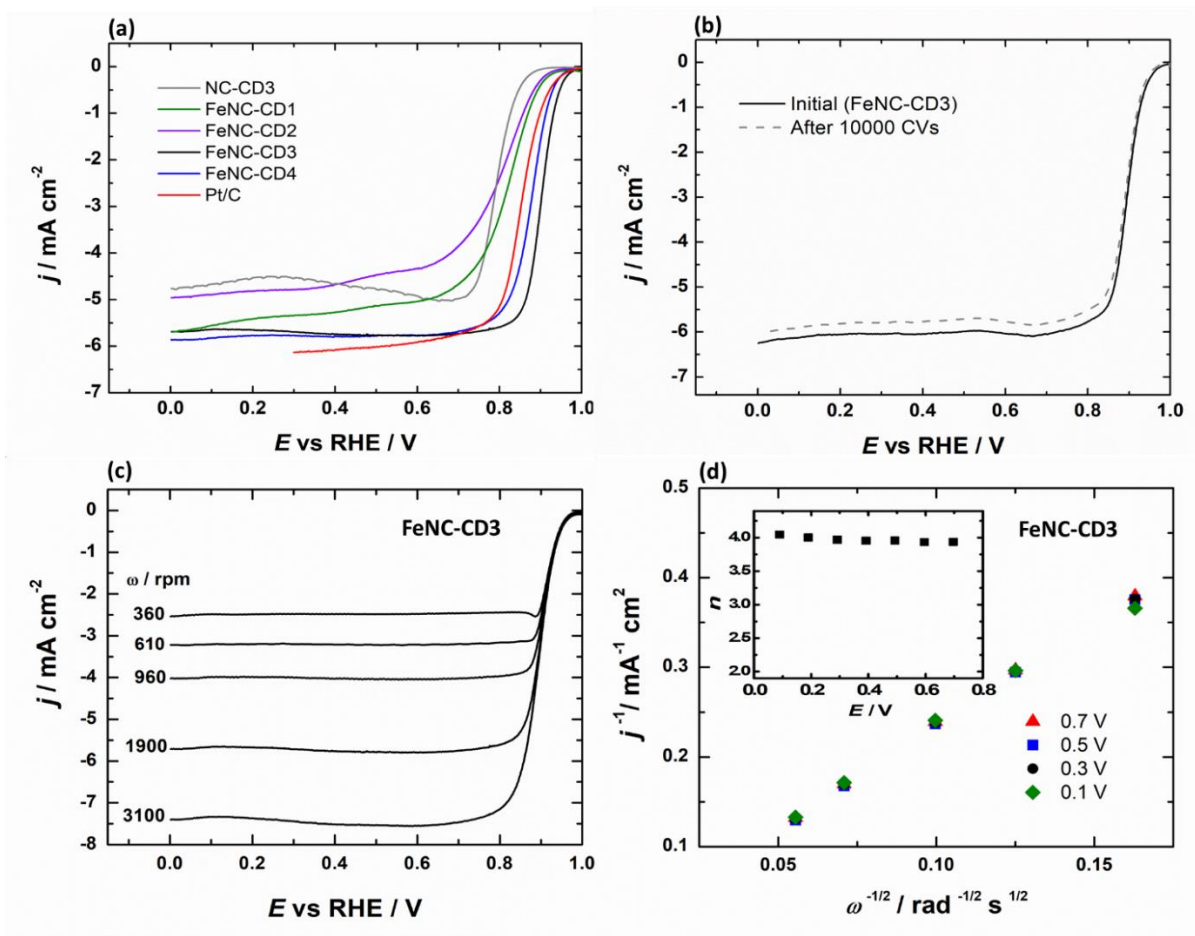 (a)
0
-1
-2
-3
-4
-5
-6
-7
j / mA cm⁻²
NC-CD3
FeNC-CD1
FeNC-CD2
FeNC-CD3
FeNC-CD4
Pt/C
0.0 0.2 0.4 0.6 0.8 1.0
E vs RHE / V
(b)
0
-1
-2
-3
-4
-5
-6
-7
j / mA cm⁻²
Initial (FeNC-CD3)
After 10000 CVs
0.0 0.2 0.4 0.6 0.8 1.0
E vs RHE / V
(c)
0
-1
-2
-3
-4
-5
-6
-7
-8
j / mA cm⁻²
FeNC-CD3
ω / rpm
360
610
960
1900
3100
0.0 0.2 0.4 0.6 0.8 1.0
E vs RHE / V
(d)
0.5
0.4
0.3
0.2
0.1
j⁻¹/ mA⁻¹ cm²
FeNC-CD3
4.0
3.5
3.0
2.5
2.0
n
0.0 0.2 0.4 0.6 0.8
E / V
0.7 V
0.5 V
0.3 V
0.1 V
0.05 0.10 0.15
ω⁻¹/² / rad⁻¹/² s¹/²